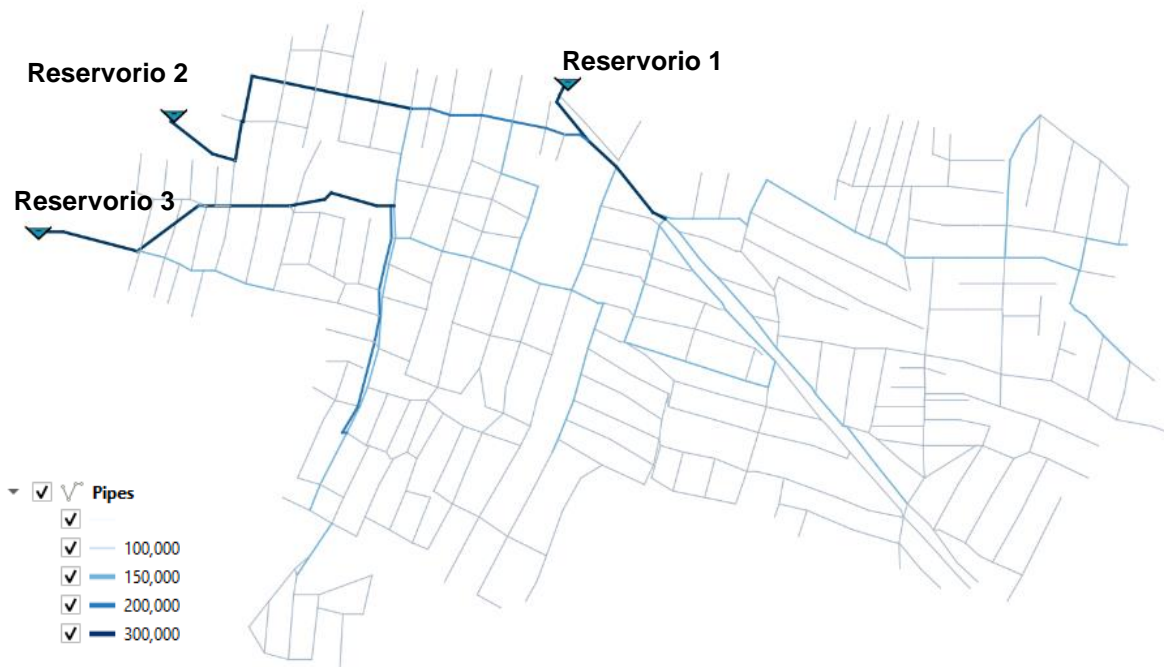 Reservorio 1
Reservorio 2
Reservorio 3
Pipes
100,000
150,000
200,000
300,000